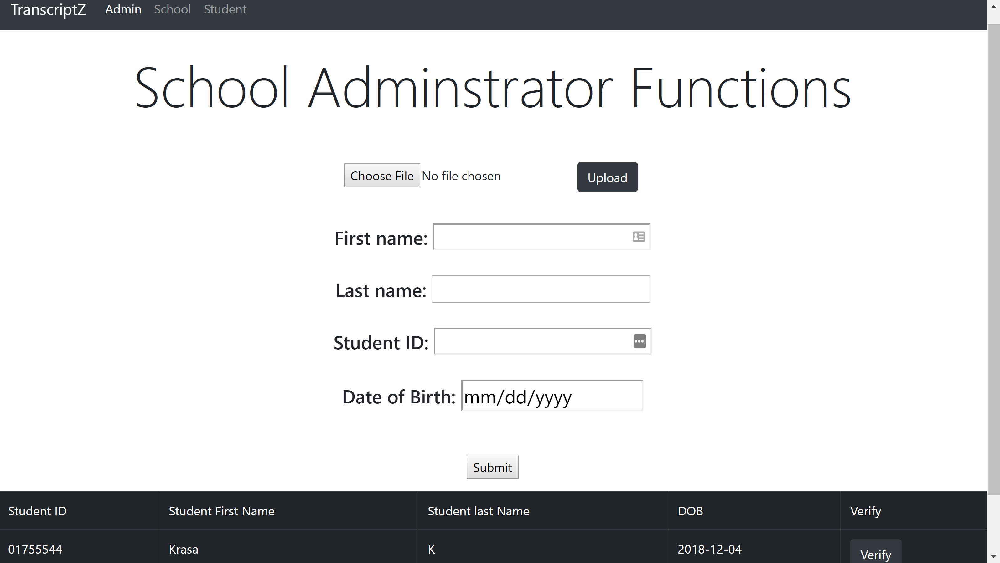 TranscriptZ Admin School Student
School Adminstrator Functions
Choose File No file chosen Upload
First name:
Last name:
Student ID:
Date of Birth: mm/dd/yyyy
Submit
Student ID Student First Name Student last Name DOB Verify
01755544 Krasa K 2018-12-04 Verify